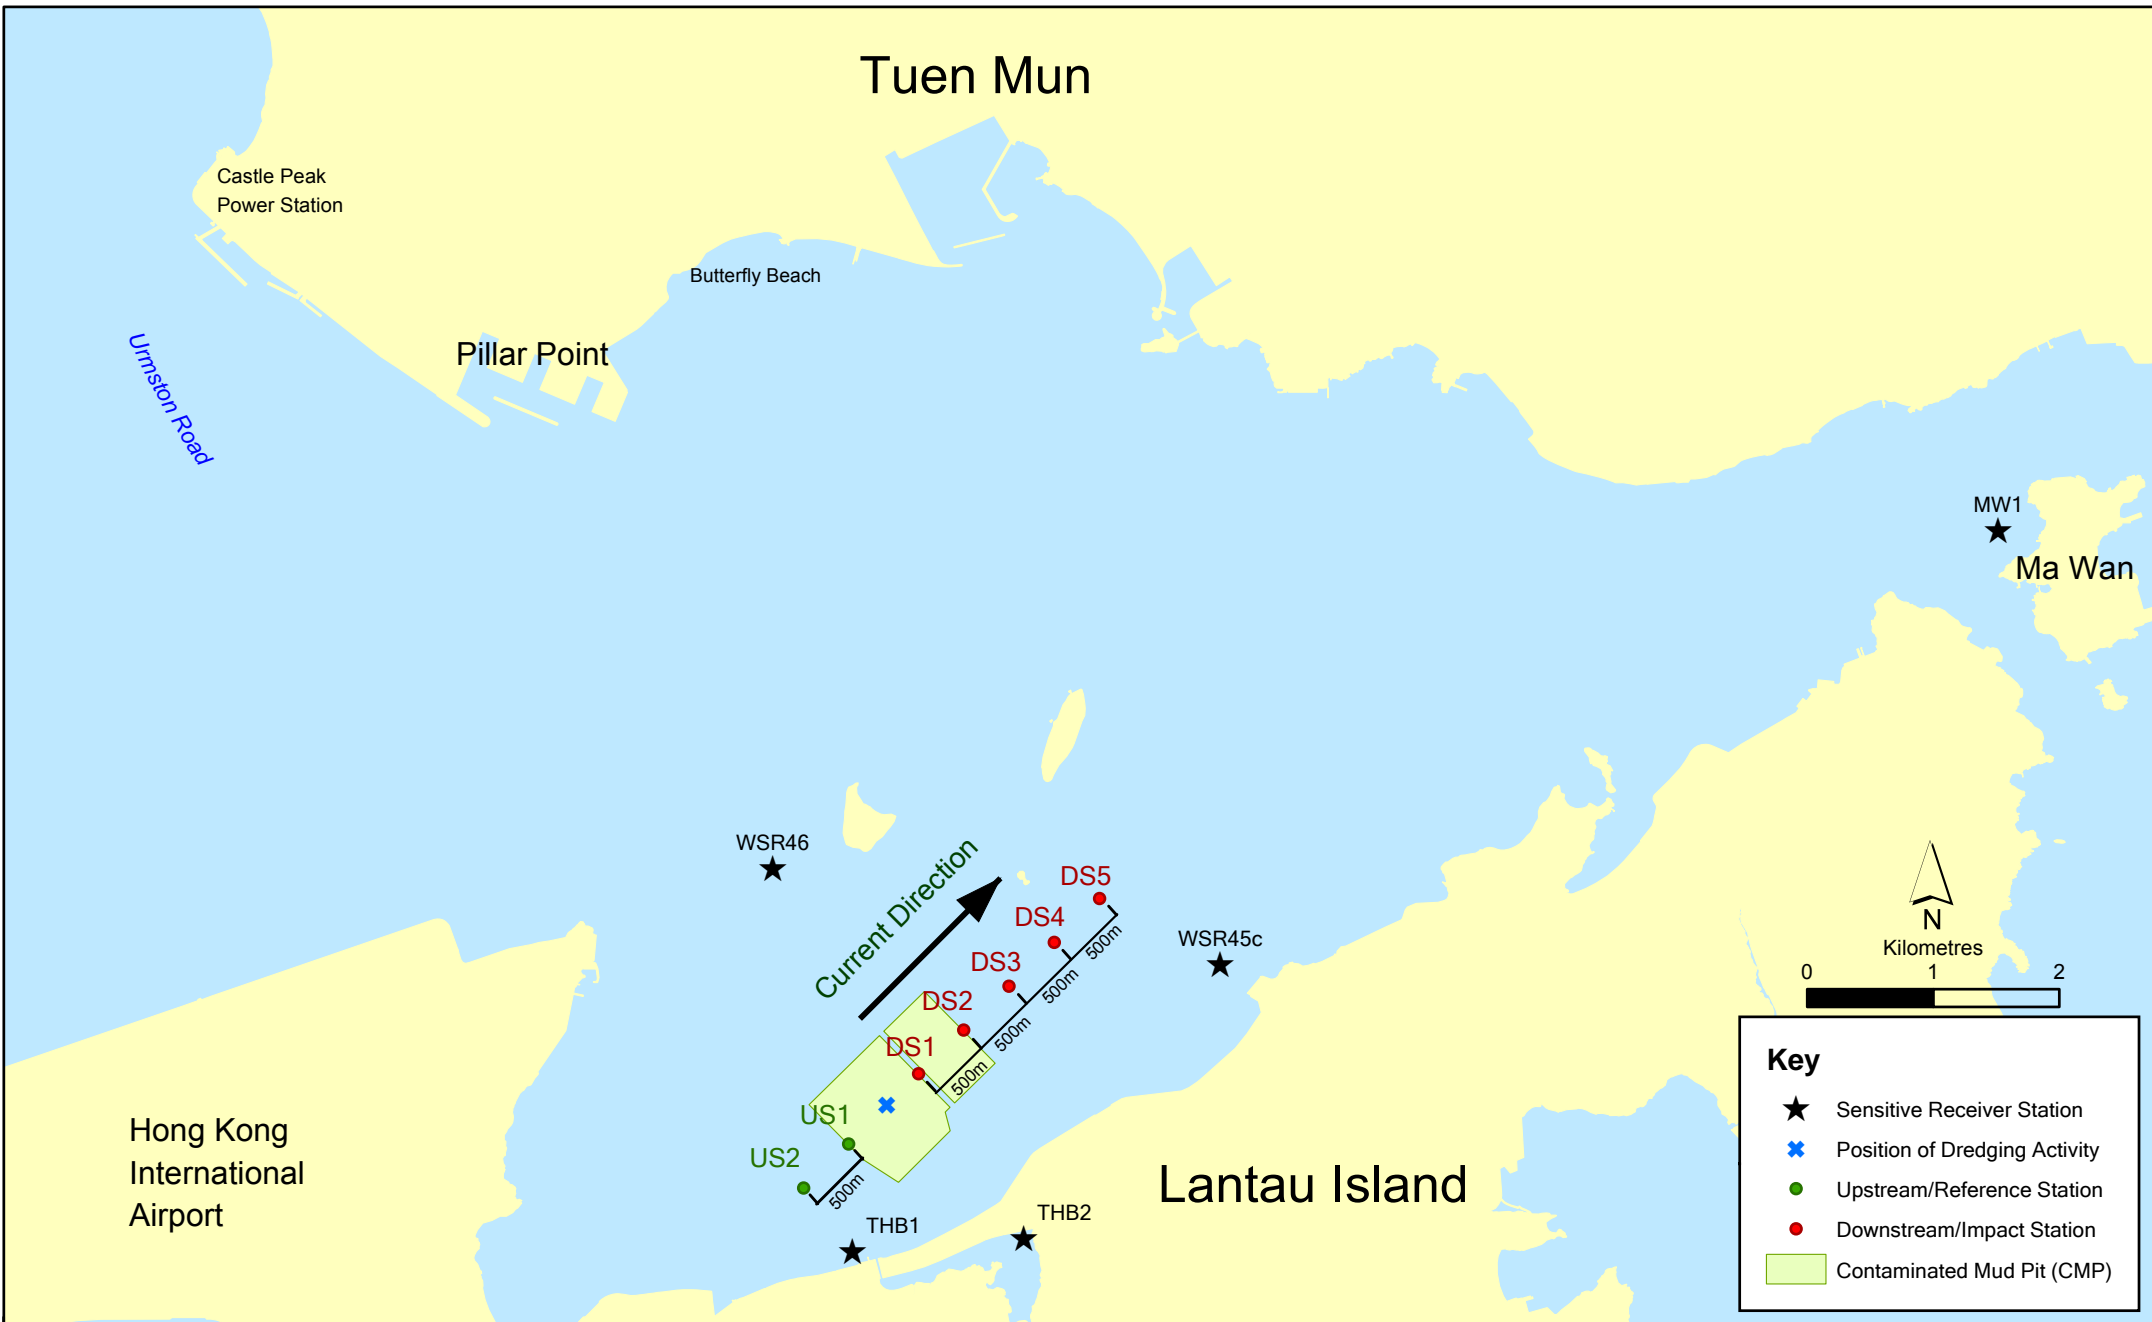 Tuen Mun
Castle Peak
Power Station
Butterfly Beach
Urmston Road
Pillar Point
MW1
Ma Wan
WSR46
Current Direction
DS5
DS4
WSR45c
DS3
DS2
DS1
500m
500m
500m
500m
US1
US2
500m
THB1
THB2
Hong Kong
International
Airport
Lantau Island
N
Kilometres
0 1 2
Key
Sensitive Receiver Station
Position of Dredging Activity
Upstream/Reference Station
Downstream/Impact Station
Contaminated Mud Pit (CMP)